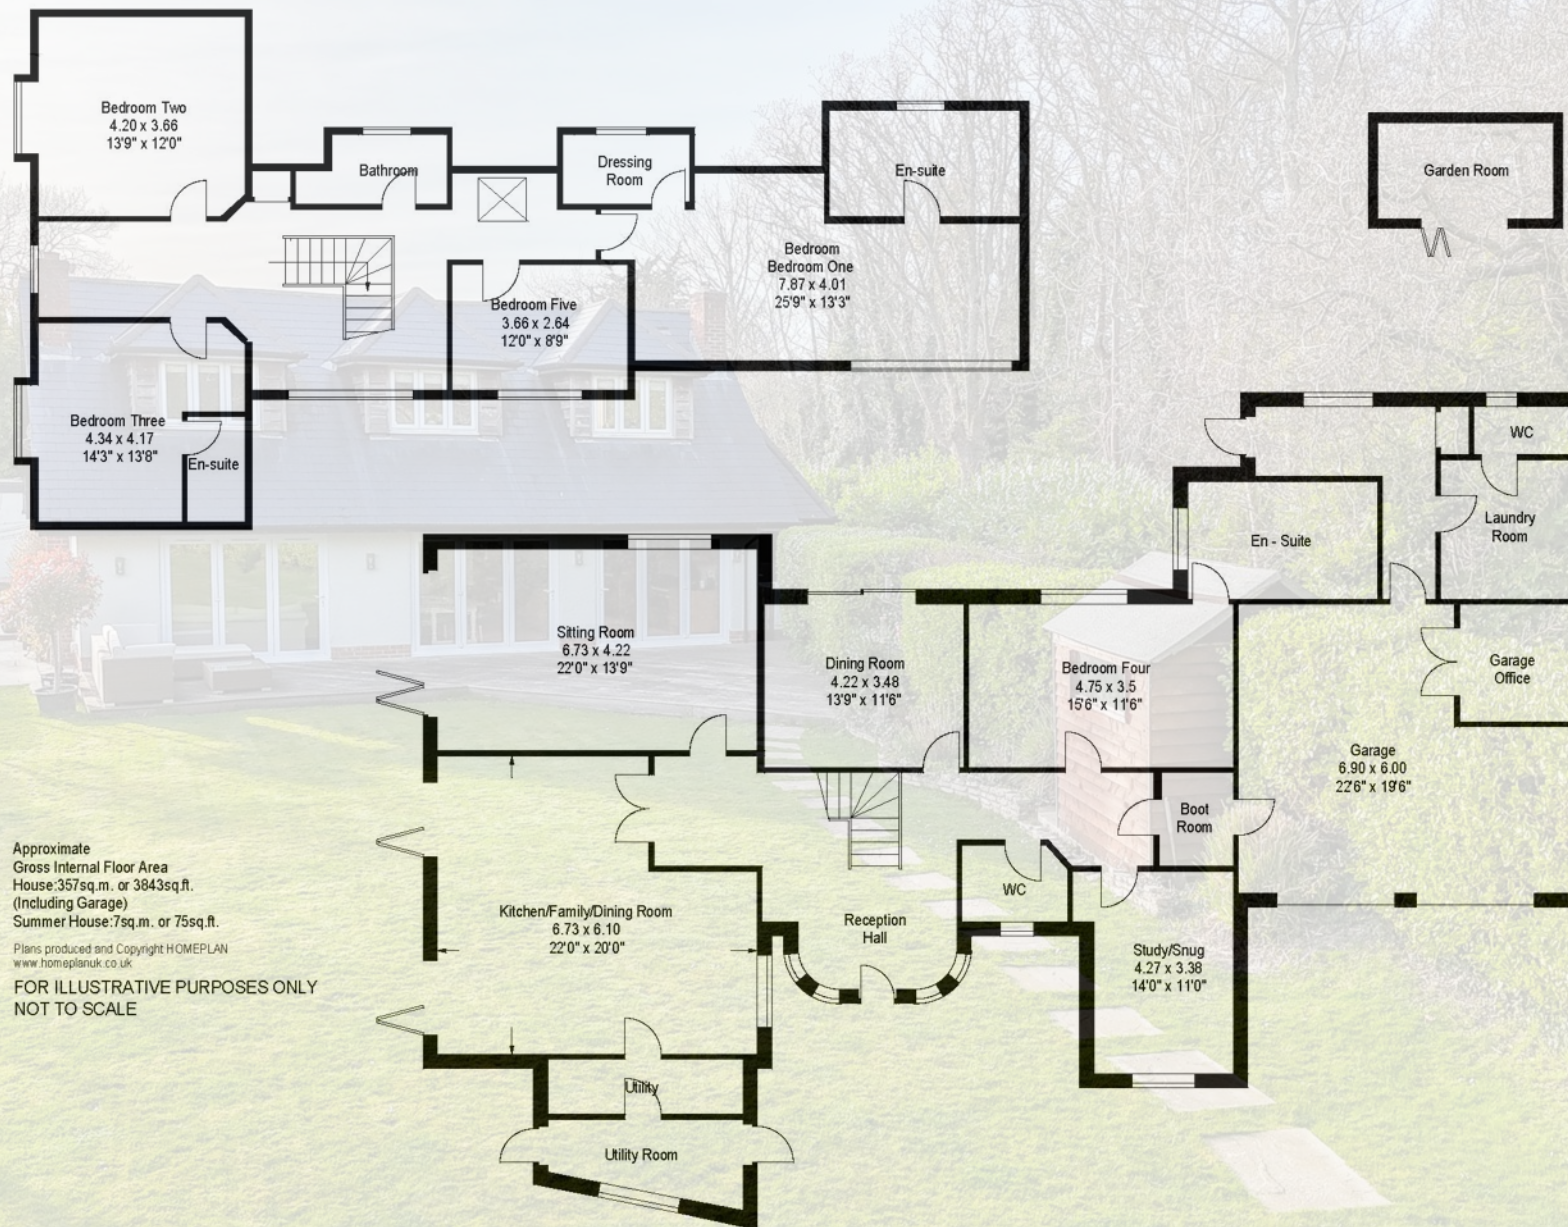 Bedroom Two
4.20 x 3.66
13'9" x 12'0"
Bathroom
Dressing
Room
En-suite
Garden Room
Bedroom
Bedroom One
7.87 x 4.01
25'9" x 13'3"
Bedroom Five
3.66 x 2.64
12'0" x 8'9"
Bedroom Three
4.34 x 4.17
14'3" x 13'8"
En-suite
WC
Laundry
Room
En - Suite
Sitting Room
6.73 x 4.22
22'0" x 13'9"
Dining Room
4.22 x 3.48
13'9" x 11'6"
Bedroom Four
4.75 x 3.5
15'6" x 11'6"
Garage
Office
Garage
6.90 x 6.00
22'6" x 19'6"
Boot
Room
WC
Reception
Hall
Kitchen/Family/Dining Room
6.73 x 6.10
22'0" x 20'0"
Study/Snug
4.27 x 3.38
14'0" x 11'0"
Utility
Utility Room
Approximate
Gross Internal Floor Area
House:357sq.m. or 3843sq.ft.
(Including Garage)
Summer House:7sq.m. or 75sq.ft.
Plans produced and Copyright HOMEPLAN
www.homeplanuk.co.uk
FOR ILLUSTRATIVE PURPOSES ONLY
NOT TO SCALE